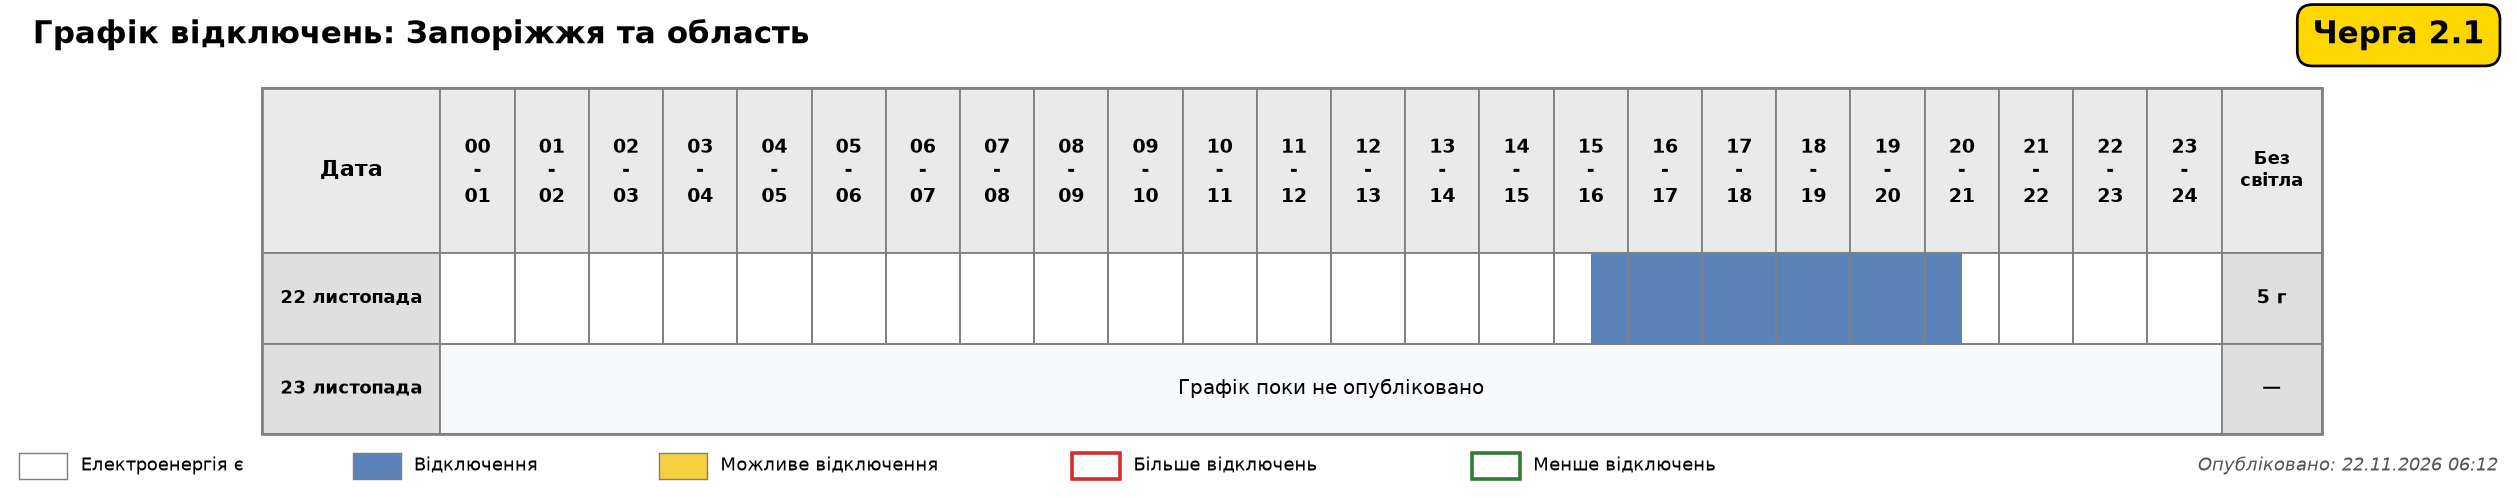 Графік відключень: Запоріжжя та область
Черга 2.1
Дата
00 - 01
01 - 02
02 - 03
03 - 04
04 - 05
05 - 06
06 - 07
07 - 08
08 - 09
09 - 10
10 - 11
11 - 12
12 - 13
13 - 14
14 - 15
15 - 16
16 - 17
17 - 18
18 - 19
19 - 20
20 - 21
21 - 22
22 - 23
23 - 24
Без
світла
22 листопада
5 г
23 листопада
Графік поки не опубліковано
—
Електроенергія є
Відключення
Можливе відключення
Більше відключень
Менше відключень
Опубліковано: 22.11.2026 06:12